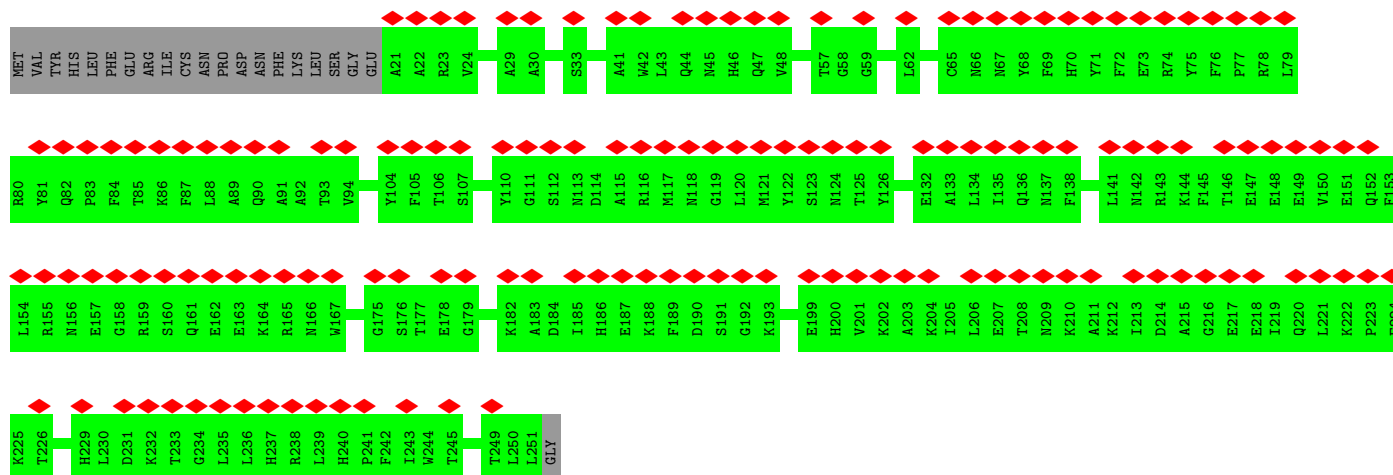 MET VAL TYR HIS LEU PHE GLU ARG ILE CYS ASN PRO ASP ASN PHE LYS LEU SER GLY GLU A21 A22 R23 V24 A29 A30 S33 A41 W42 L43 Q44 N45 H46 Q47 V48 T57 G58 G59 L62 C65 N66 N67 Y68 F69 H70 Y71 F72 E73 R74 Y75 F76 P77 R78 L79
R80 Y81 Q82 P83 F84 T85 K86 F87 L88 A89 Q90 A91 A92 T93 V94 Y104 F105 T106 S107 Y110 G111 S112 N113 D114 A115 R116 M117 N118 G119 L120 M121 Y122 S123 N124 T125 Y126 E132 A133 L134 I135 Q136 N137 F138 L141 N142 R143 K144 F145 T146 E147 E148 E149 V150 E151 Q152 F153
L154 R155 N156 E157 G158 R159 S160 Q161 E162 E163 K164 R165 N166 W167 G175 S176 T177 E178 G179 K182 A183 D184 I185 H186 E187 K188 F189 D190 S191 G192 K193 E199 H200 V201 K202 A203 K204 I205 L206 E207 T208 N209 K210 A211 K212 I213 D214 A215 G216 E217 E218 I219 Q220 L221 K222 P223
K225 T226 H229 L230 D231 K232 T233 G234 L235 L236 H237 R238 L239 H240 P241 F242 I243 W244 T245 T249 L250 L251 GLY